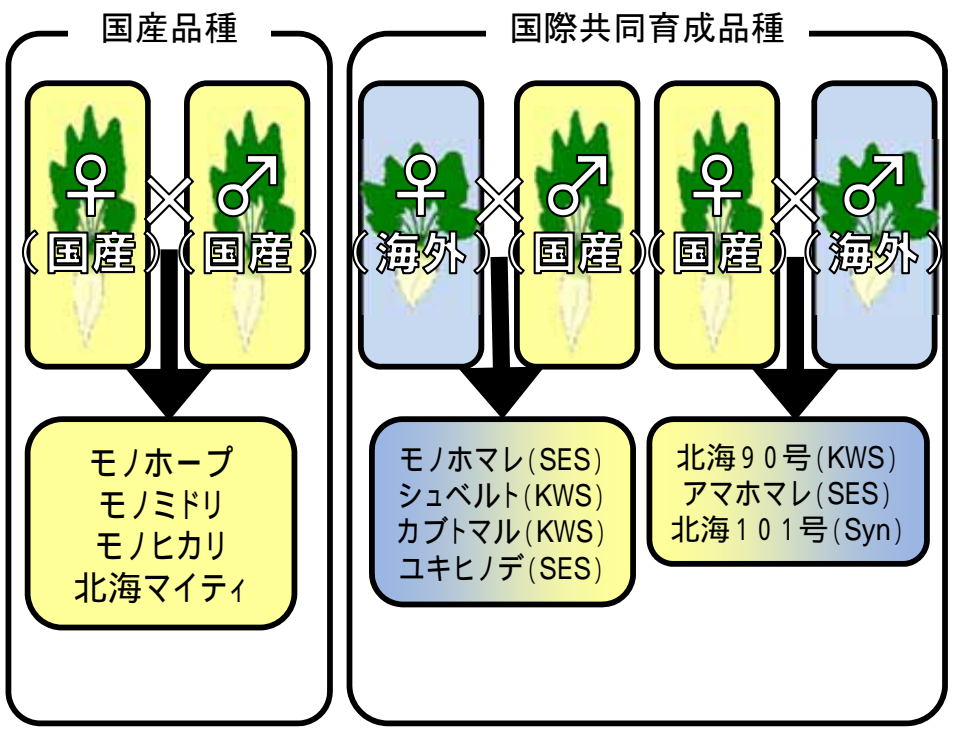 国産品種
♀ × ♂
(国産) (国産)
モノホープ
モノミドリ
モノヒカリ
北海マイティ
国際共同育成品種
♀ × ♂
(海外) (国産)
モノホマレ(SES)
シュベルト(KWS)
カブトマル(KWS)
ユキヒノデ(SES)
♀ × ♂
(国産) (海外)
北海90号(KWS)
アマホマレ(SES)
北海101号(Syn)